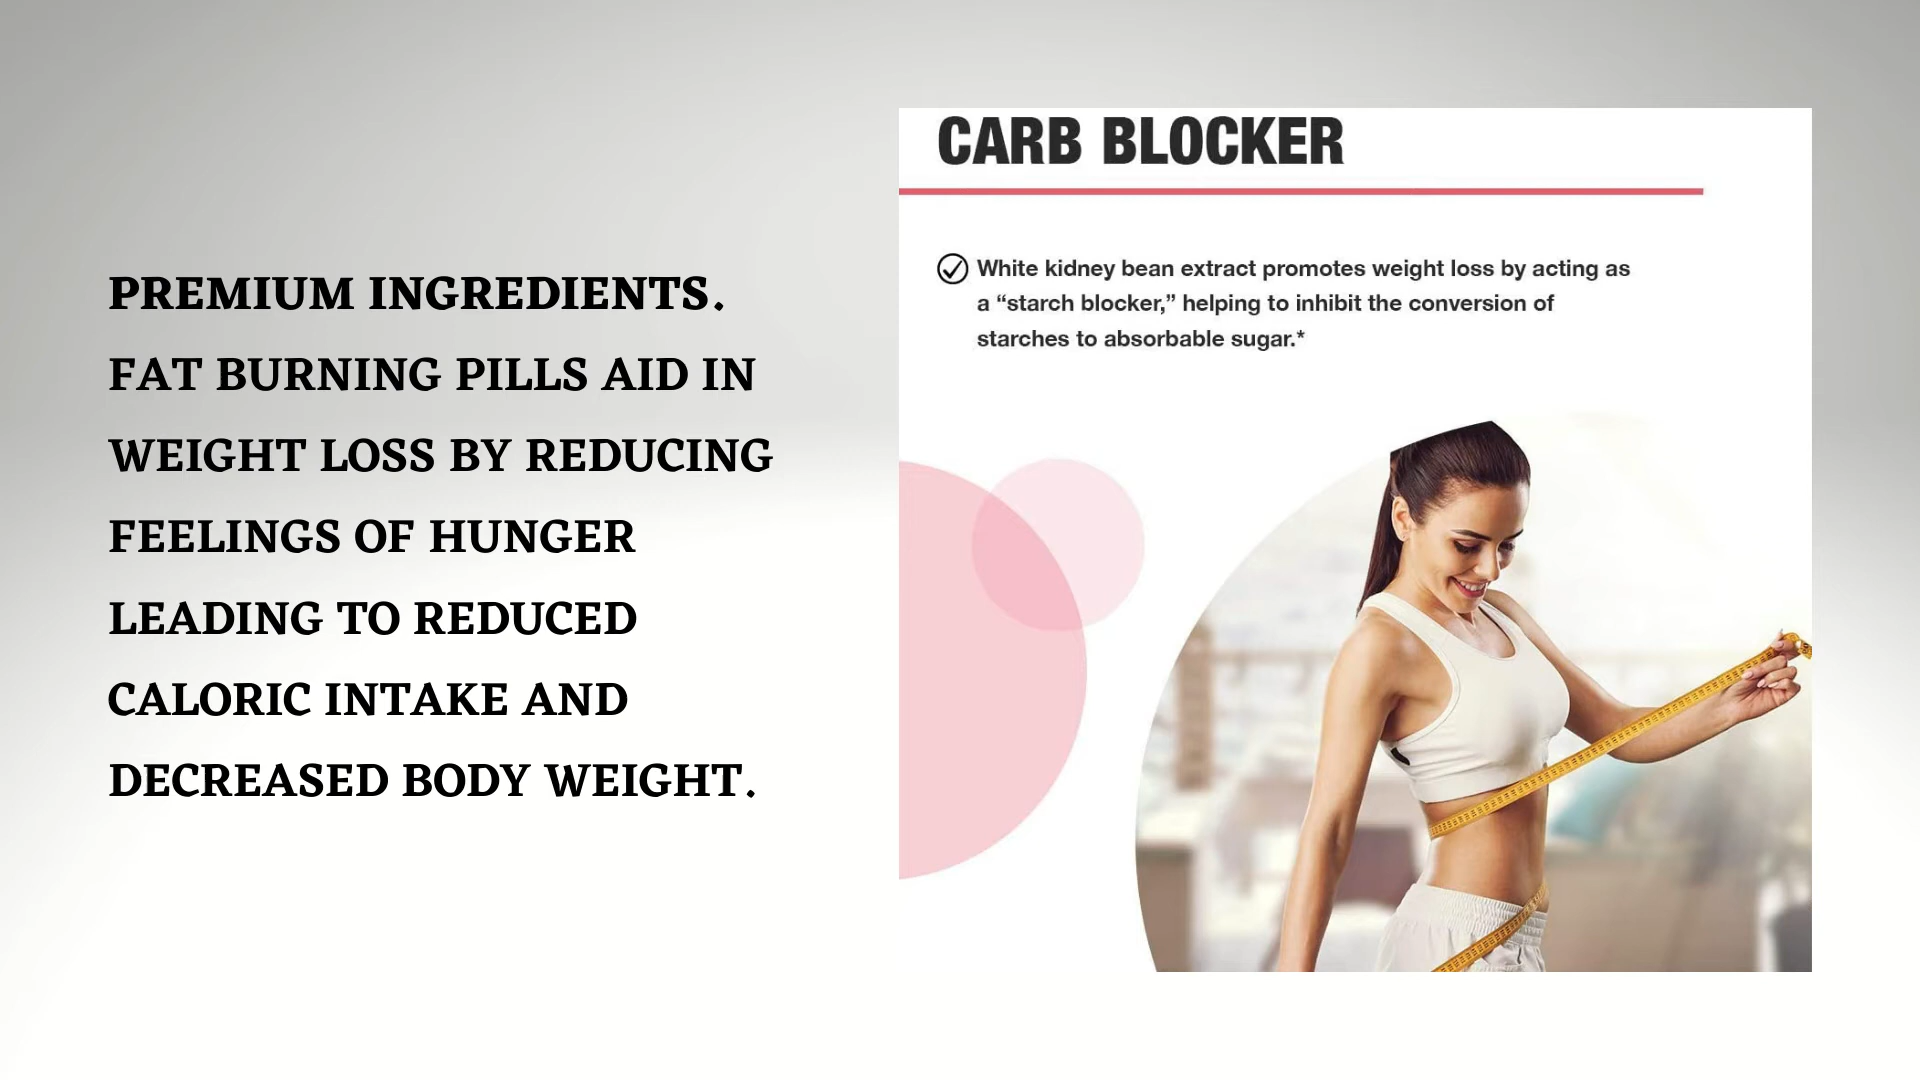 PREMIUM INGREDIENTS.
FAT BURNING PILLS AID IN
WEIGHT LOSS BY REDUCING
FEELINGS OF HUNGER
LEADING TO REDUCED
CALORIC INTAKE AND
DECREASED BODY WEIGHT.
CARB BLOCKER
White kidney bean extract promotes weight loss by acting as
a “starch blocker,” helping to inhibit the conversion of
starches to absorbable sugar.*